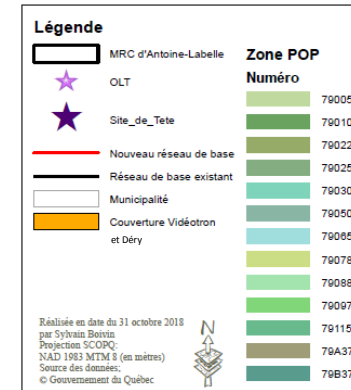 Légende
MRC d'Antoine-Labelle
OLT
Site_de_Tete
Nouveau réseau de base
Réseau de base existant
Municipalité
Couverture Vidéotron
et Déry
Zone POP
Numéro
79005
79010
79022
79025
79030
79050
79065
79078
79088
79097
79115
79A37
79B37
Réalisée en date du 31 octobre 2018
par Sylvain Boivin
Projection SCOPQ:
NAD 1983 MTM 8 (en mètres)
Source des données;
© Gouvernement du Québec
N